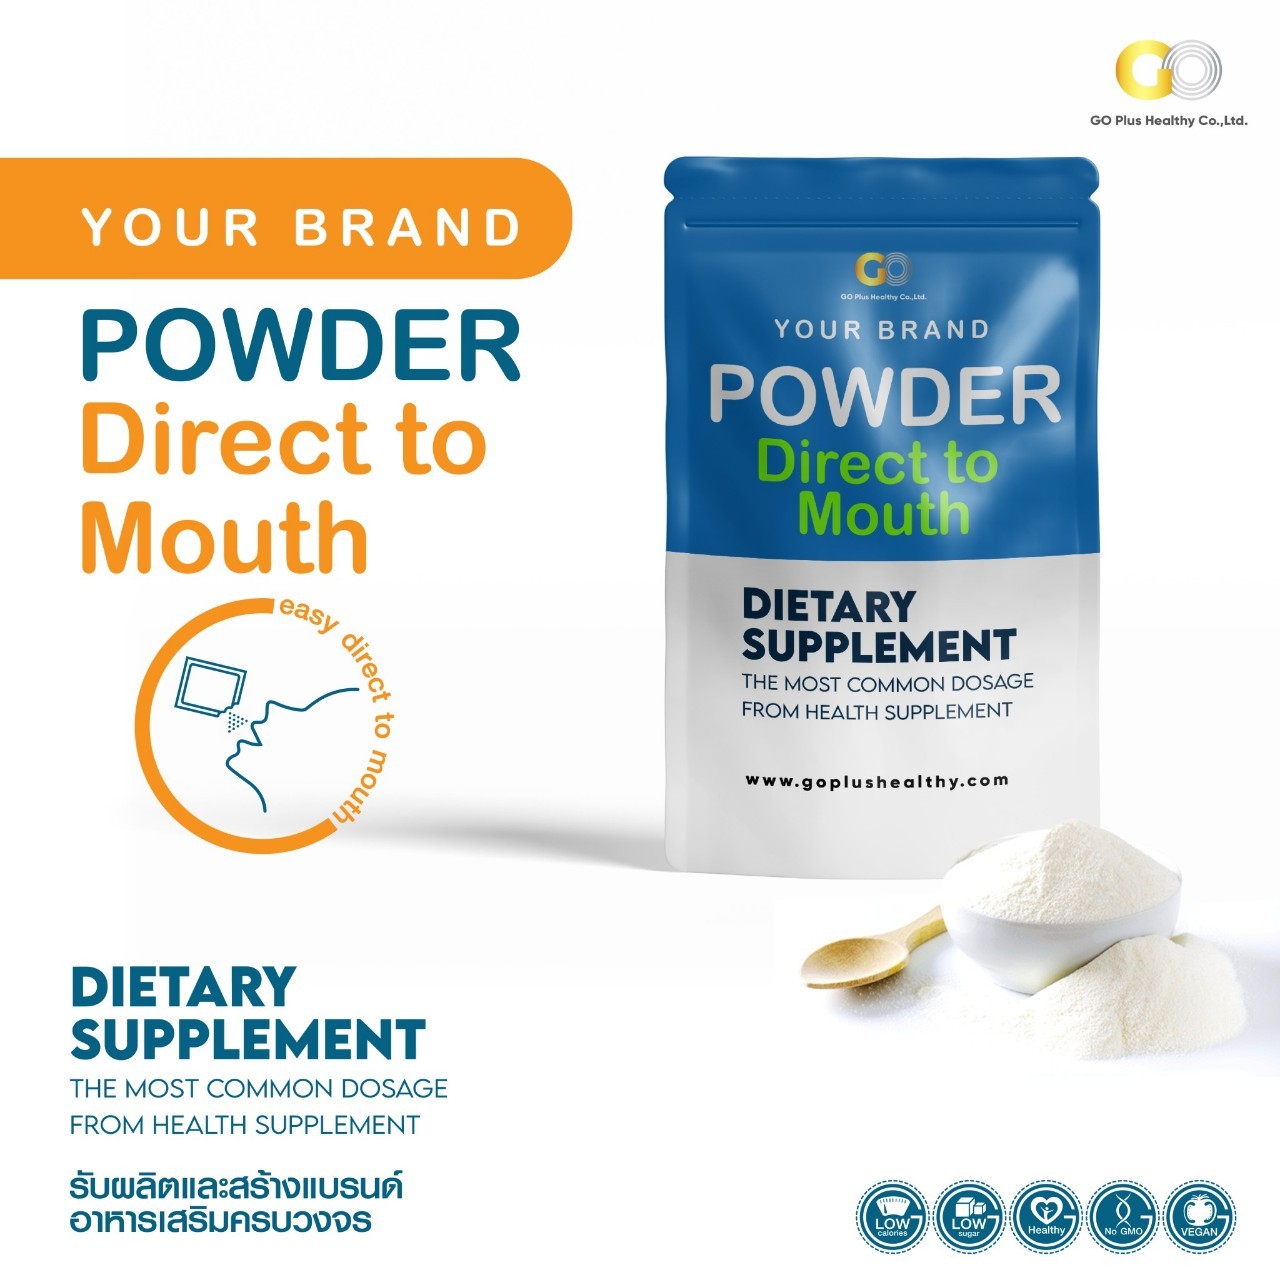 GO
GO Plus Healthy Co.,Ltd.
YOUR BRAND
POWDER
Direct to
Mouth
easy direct to mouth
GO
GO Plus Healthy Co.,Ltd.
YOUR BRAND
POWDER
Direct to
Mouth
DIETARY
SUPPLEMENT
THE MOST COMMON DOSAGE
FROM HEALTH SUPPLEMENT
www.goplushealthy.com
DIETARY
SUPPLEMENT
THE MOST COMMON DOSAGE
FROM HEALTH SUPPLEMENT
รับผลิตและสร้างแบรนด์
อาหารเสริมครบวงจร
LOW
calories
LOW
sugar
Healthy
No GMO
VEGAN